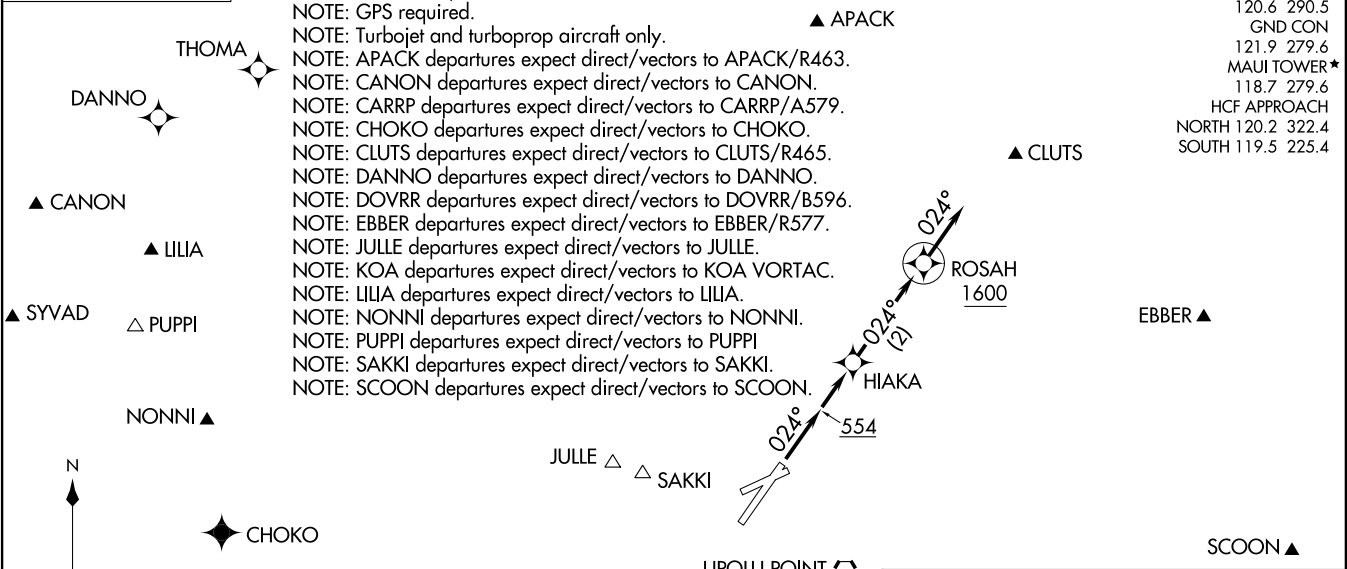 NOTE: GPS required.
NOTE: Turbojet and turboprop aircraft only.
NOTE: APACK departures expect direct/vectors to APACK/R463.
NOTE: CANON departures expect direct/vectors to CANON.
NOTE: CARRP departures expect direct/vectors to CARRP/A579.
NOTE: CHOKO departures expect direct/vectors to CHOKO.
NOTE: CLUTS departures expect direct/vectors to CLUTS/R465.
NOTE: DANNO departures expect direct/vectors to DANNO.
NOTE: DOVRR departures expect direct/vectors to DOVRR/B596.
NOTE: EBBER departures expect direct/vectors to EBBER/R577.
NOTE: JULLE departures expect direct/vectors to JULLE.
NOTE: KOA departures expect direct/vectors to KOA VORTAC.
NOTE: LILIA departures expect direct/vectors to LILIA.
NOTE: NONNI departures expect direct/vectors to NONNI.
NOTE: PUPPI departures expect direct/vectors to PUPPI
NOTE: SAKKI departures expect direct/vectors to SAKKI.
NOTE: SCOON departures expect direct/vectors to SCOON.
120.6 290.5
GND CON
121.9 279.6
MAUI TOWER★
118.7 279.6
HCF APPROACH
NORTH 120.2 322.4
SOUTH 119.5 225.4
APACK
THOMA
DANNO
CLUTS
CANON
024°
LILIA
ROSAH
1600
SYVAD
PUPPI
EBBER
024°
(2)
HIAKA
NONNI
024°
554
JULLE
SAKKI
N
CHOKO
SCOON
UPOLU POINT